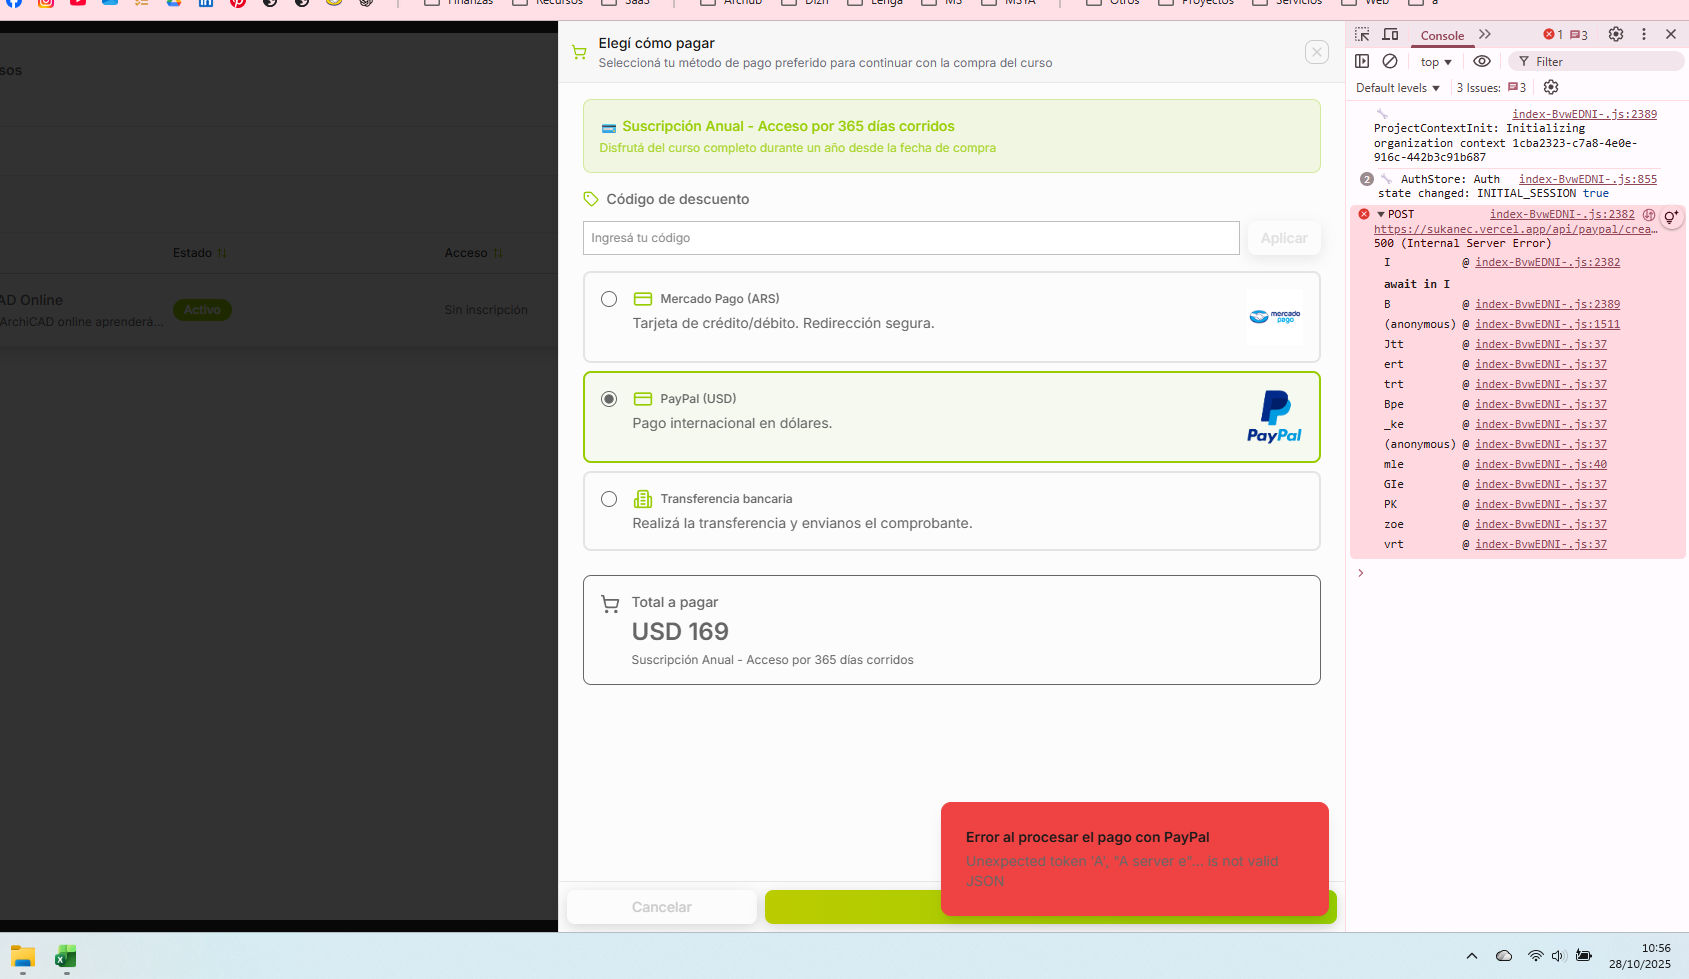 Finanzas
Recursos
SaaS
Archub
Dizn
Lenga
MS
MSYA
Otros
Proyectos
Servicios
Web
a
sos
Estado
Acceso
AD Online
ArchiCAD online aprenderá...
Activo
Sin inscripción
Elegí cómo pagar
Seleccioná tu método de pago preferido para continuar con la compra del curso
Suscripción Anual - Acceso por 365 días corridos
Disfrutá del curso completo durante un año desde la fecha de compra
Código de descuento
Ingresá tu código
Aplicar
Mercado Pago (ARS)
Tarjeta de crédito/débito. Redirección segura.
mercado
pago
PayPal (USD)
Pago internacional en dólares.
PayPal
Transferencia bancaria
Realizá la transferencia y envianos el comprobante.
Total a pagar
USD 169
Suscripción Anual - Acceso por 365 días corridos
Error al procesar el pago con PayPal
Unexpected token 'A', "A server e"... is not valid
JSON
Cancelar
Console
1
3
top
Filter
Default levels
3 Issues:
3
index-BvwEDNI-.js:2389
ProjectContextInit: Initializing
organization context 1cba2323-c7a8-4e0e-
916c-442b3c91b687
2
AuthStore: Auth index-BvwEDNI-.js:855
state changed: INITIAL_SESSION true
POST index-BvwEDNI-.js:2382
https://sukanec.vercel.app/api/paypal/crea…
500 (Internal Server Error)
I @ index-BvwEDNI-.js:2382
await in I
B @ index-BvwEDNI-.js:2389
(anonymous) @ index-BvwEDNI-.js:1511
Jtt @ index-BvwEDNI-.js:37
ert @ index-BvwEDNI-.js:37
trt @ index-BvwEDNI-.js:37
Bpe @ index-BvwEDNI-.js:37
_ke @ index-BvwEDNI-.js:37
(anonymous) @ index-BvwEDNI-.js:37
mle @ index-BvwEDNI-.js:40
GIe @ index-BvwEDNI-.js:37
PK @ index-BvwEDNI-.js:37
zoe @ index-BvwEDNI-.js:37
vrt @ index-BvwEDNI-.js:37
10:56
28/10/2025